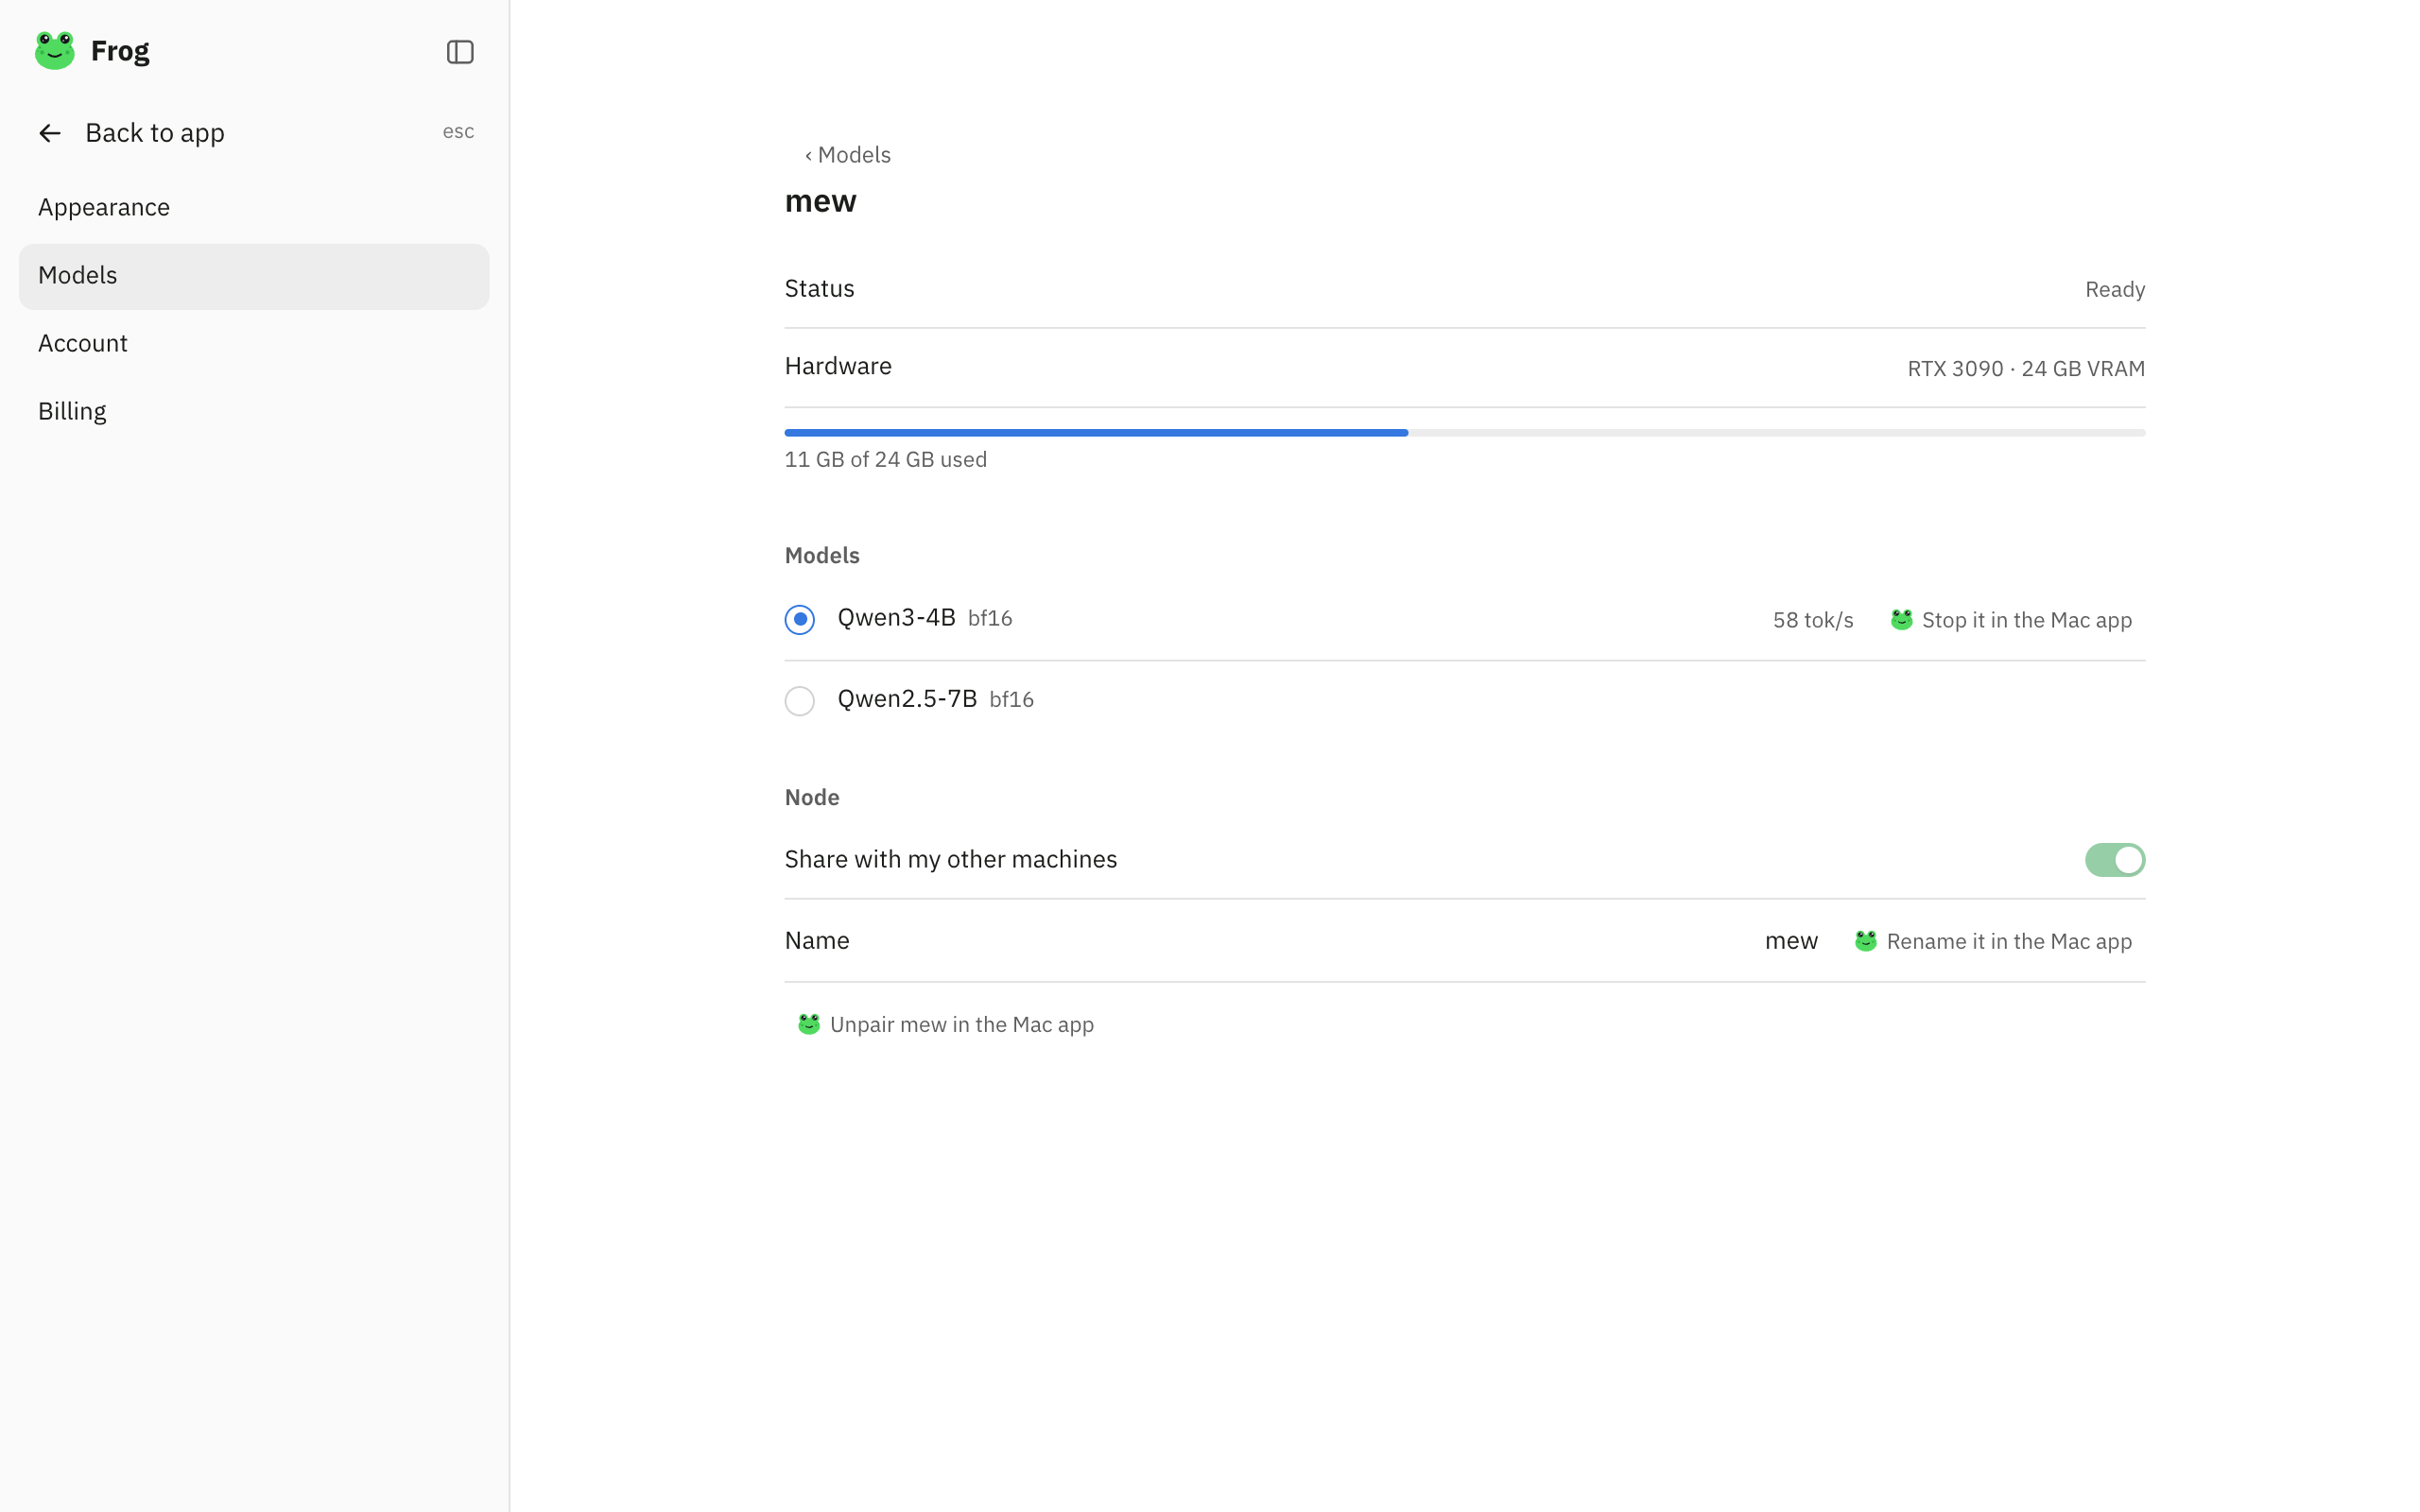 Frog
Back to app esc
Appearance
Models
Account
Billing
‹ Models
mew
Status Ready
Hardware RTX 3090 · 24 GB VRAM
11 GB of 24 GB used
Models
Qwen3-4B bf16 58 tok/s Stop it in the Mac app
Qwen2.5-7B bf16
Node
Share with my other machines
Name mew Rename it in the Mac app
Unpair mew in the Mac app